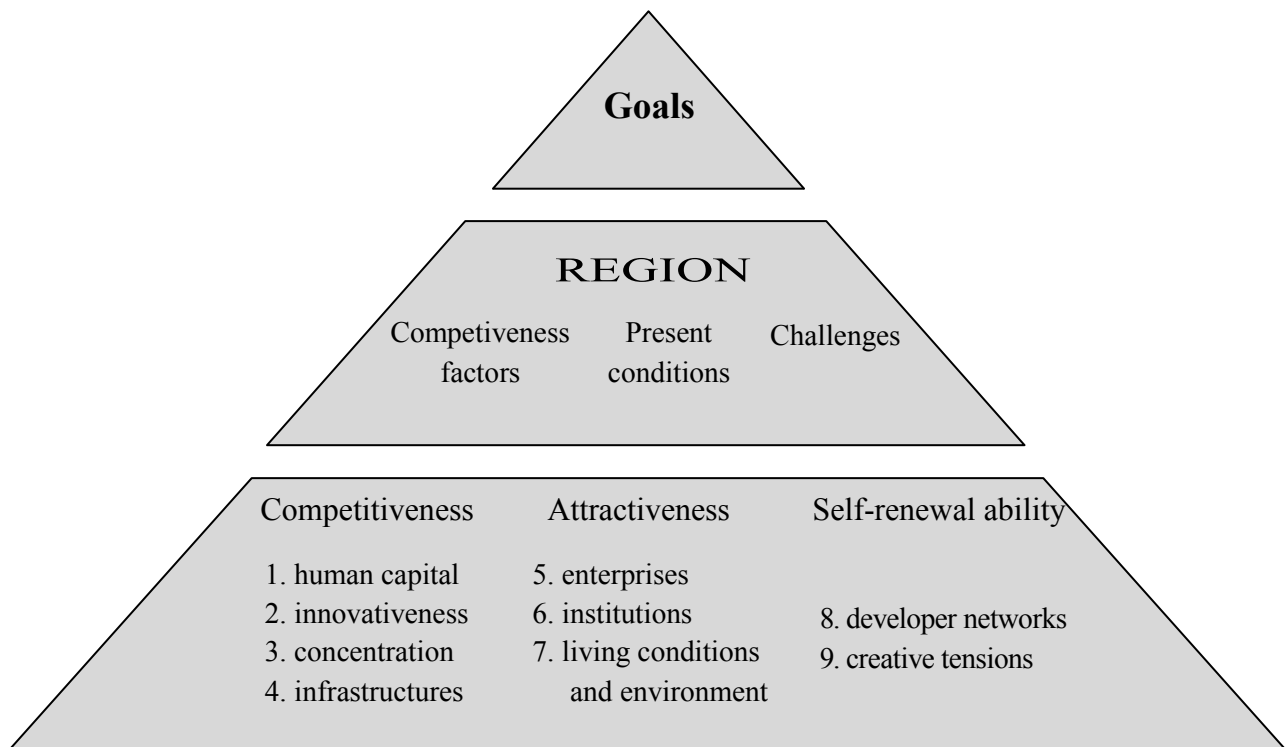 Goals
REGION
Competiveness
factors
Present
conditions
Challenges
Competitiveness
1. human capital
2. innovativeness
3. concentration
4. infrastructures
Attractiveness
5. enterprises
6. institutions
7. living conditions
and environment
Self-renewal ability
8. developer networks
9. creative tensions